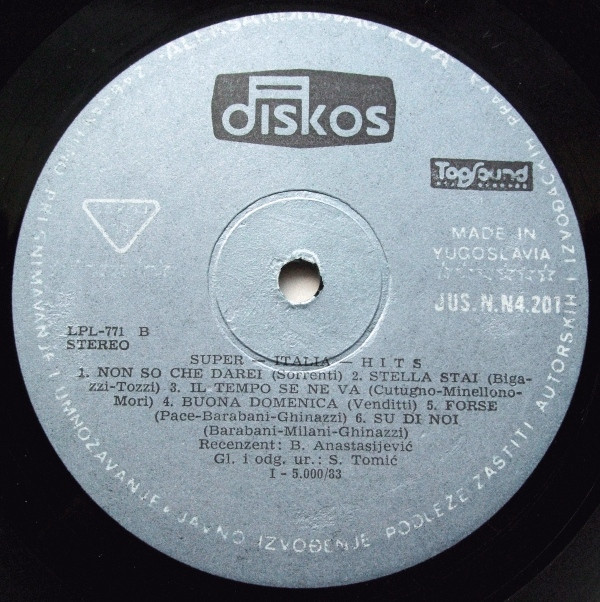 diskos
TopSound
MADE IN
YUGOSLAVIA
JUS. N. N4.201
LPL-771 B
STEREO
SUPER — ITALIA — HITS
1. NON SO CHE DAREI (Sorrenti) 2. STELLA STAI (Biga-
zzi-Tozzi) 3. IL TEMPO SE NE VA (Cutugno-Minellono-
Mori) 4. BUONA DOMENICA (Venditti) 5. FORSE
(Pace-Barabani-Ghinazzi) 6. SU DI NOI
(Barabani-Milani-Ghinazzi)
Recenzent: B. Anastasijević
Gl. i odg. ur.: S. Tomić
I - 5.000/83
SNIMAVANJE I UMNOŽAVANJE, JAVNO IZVOĐENJE PODLEŽE ZAŠTITI AUTORSKIH I IZVOĐAČKIH PRAVA
ALEKSANDROVAC ŽUPA